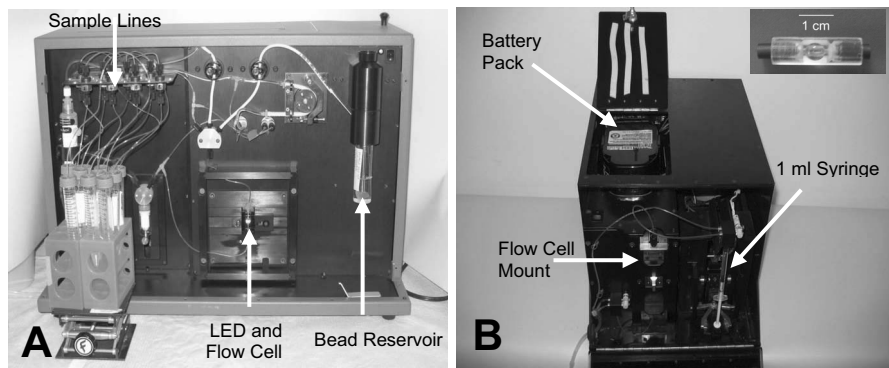 Sample Lines
LED and
Flow Cell
Bead Reservoir
A
Battery
Pack
1 cm
1 ml Syringe
Flow Cell
Mount
B